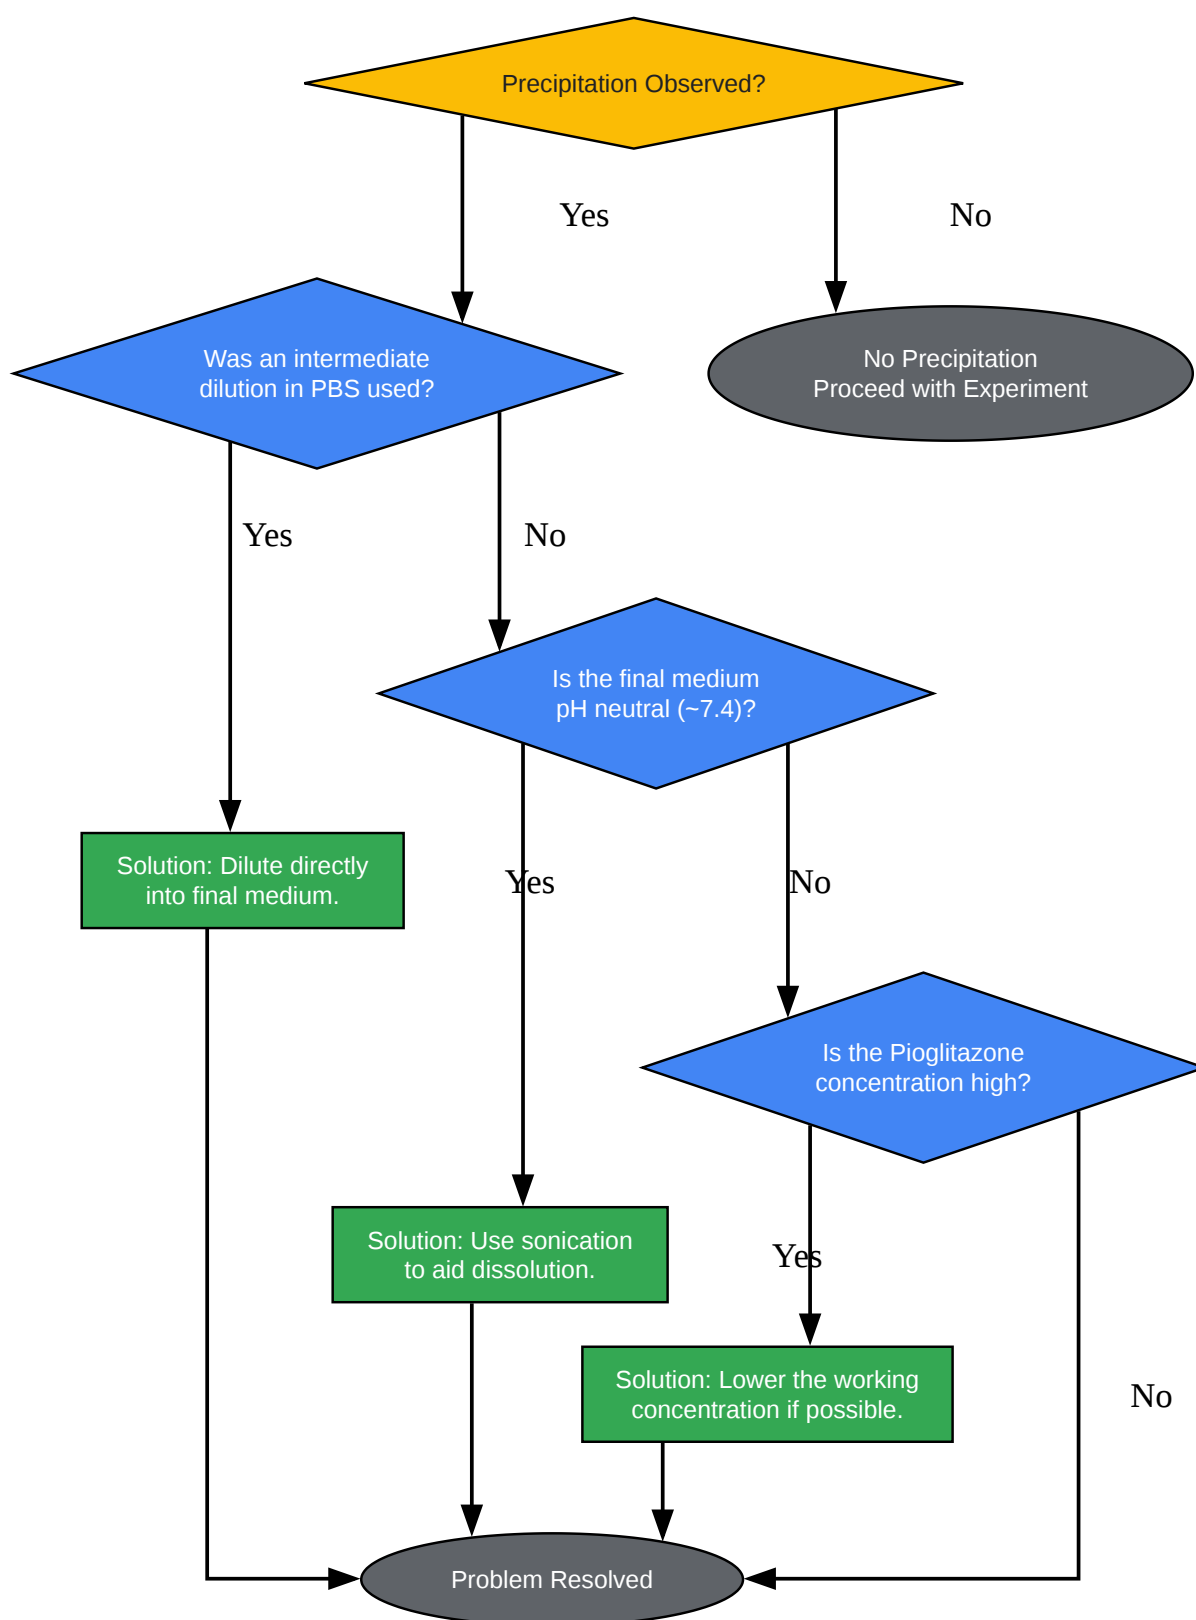 Precipitation Observed?
Yes
No
Was an intermediate
dilution in PBS used?
No Precipitation
Proceed with Experiment
Yes
No
Is the final medium
pH neutral (~7.4)?
Solution: Dilute directly
into final medium.
Yes
No
Is the Pioglitazone
concentration high?
Solution: Use sonication
to aid dissolution.
Yes
Solution: Lower the working
concentration if possible.
No
Problem Resolved